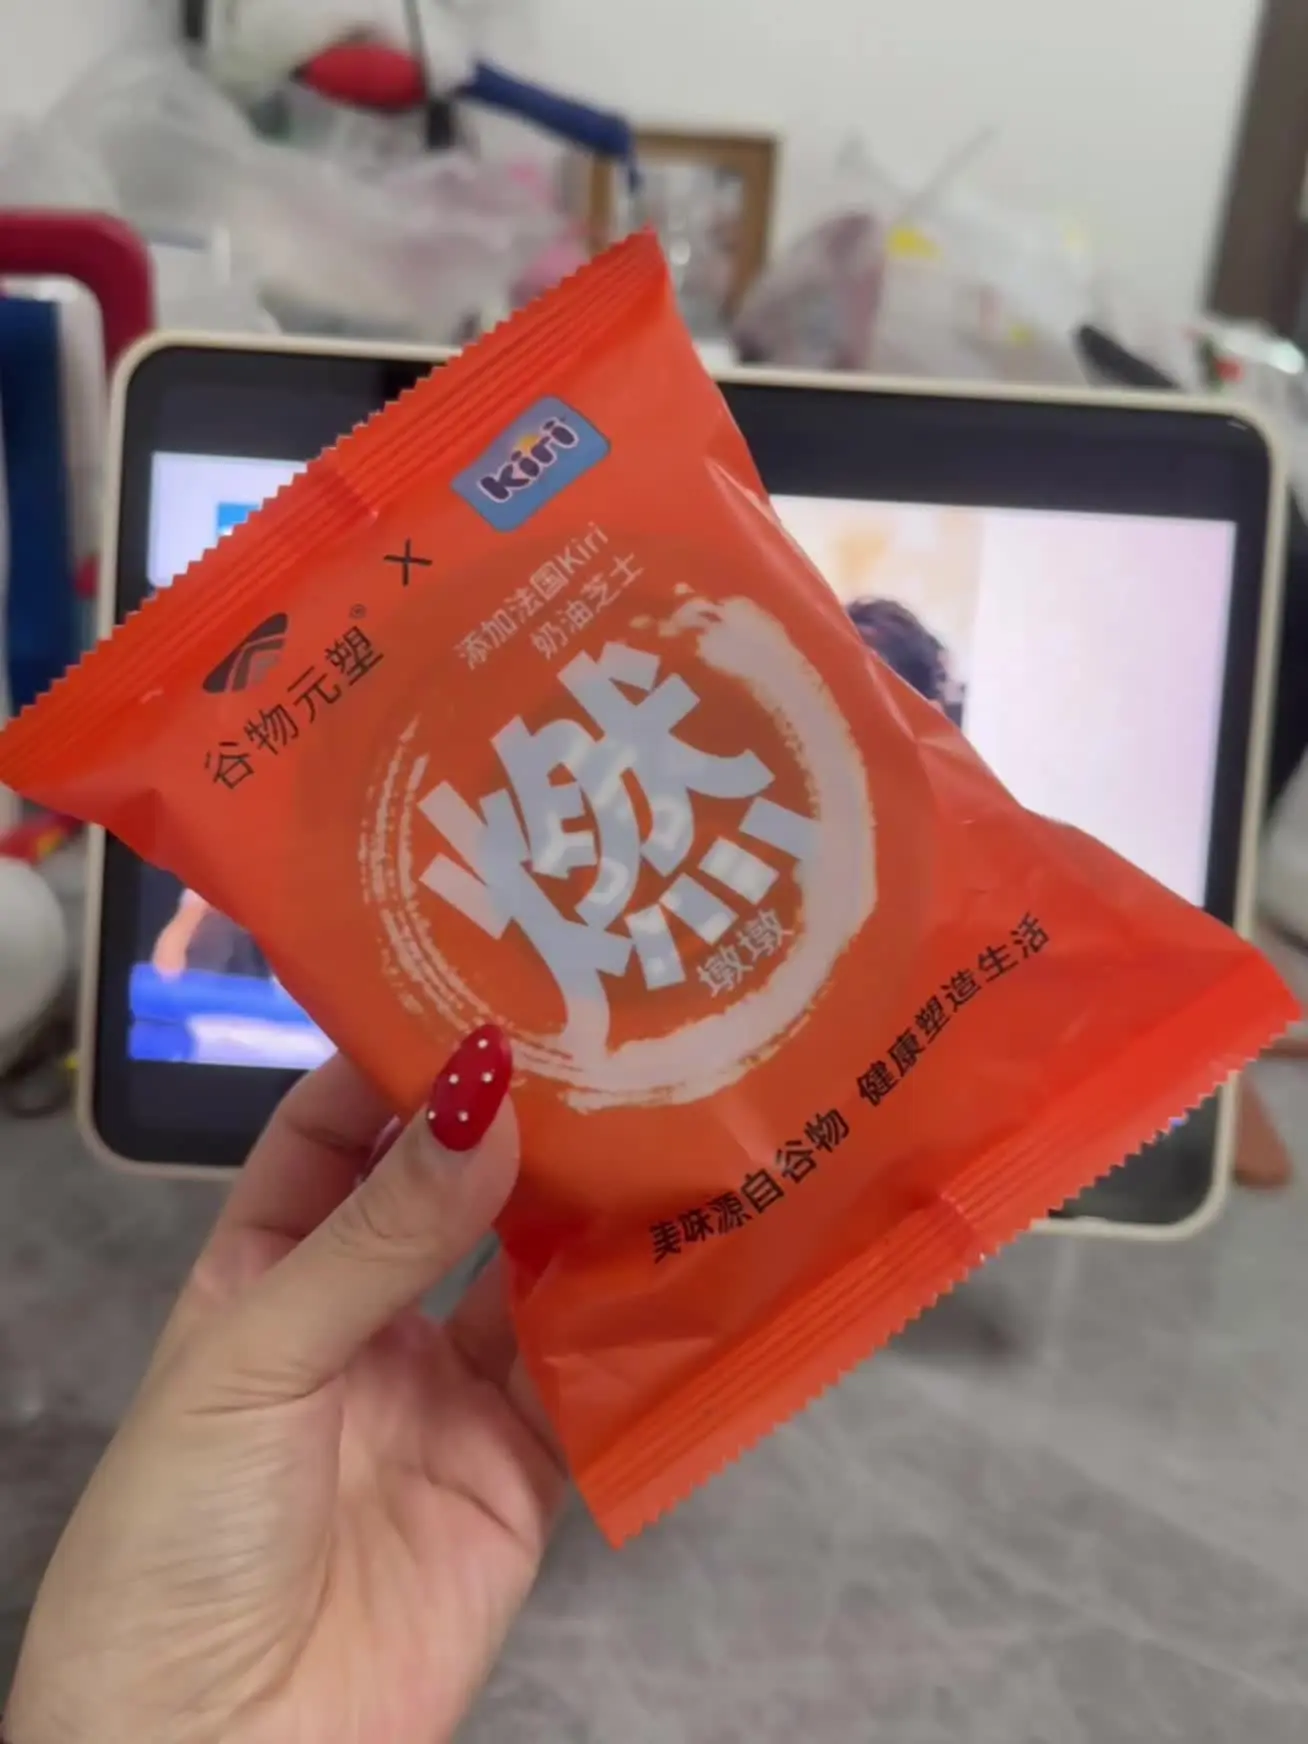 kiri
×
谷物元塑®
添加法国Kiri
奶油芝士
燃
墩墩
美味源自谷物 健康塑造生活